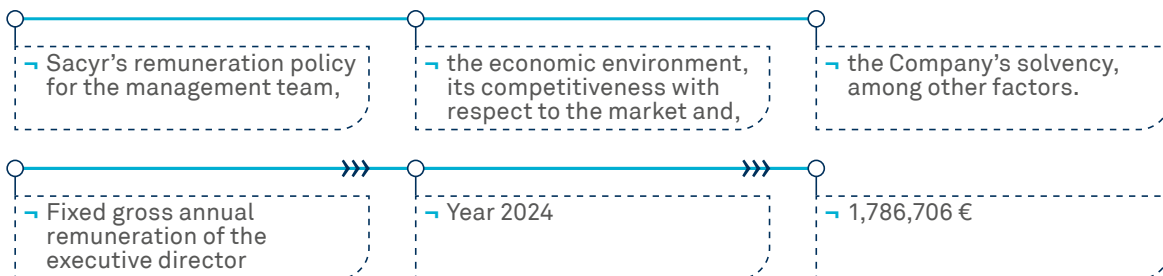 ¬ Sacyr's remuneration policy
for the management team,
¬ the economic environment,
its competitiveness with
respect to the market and,
¬ the Company's solvency,
among other factors.
¬ Fixed gross annual
remuneration of the
executive director
¬ Year 2024
¬ 1,786,706 €